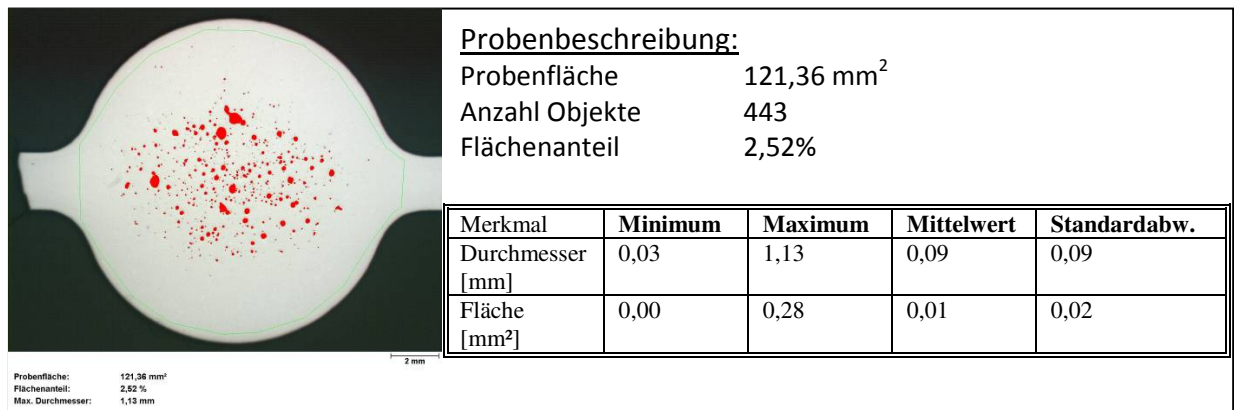 Probenbeschreibung:
Probenfläche 121,36 mm²
Anzahl Objekte 443
Flächenanteil 2,52%
Merkmal Minimum Maximum Mittelwert Standardabw.
Durchmesser [mm] 0,03 1,13 0,09 0,09
Fläche [mm²] 0,00 0,28 0,01 0,02
2 mm
Probenfläche: 121,36 mm²
Flächenanteil: 2,52 %
Max. Durchmesser: 1,13 mm